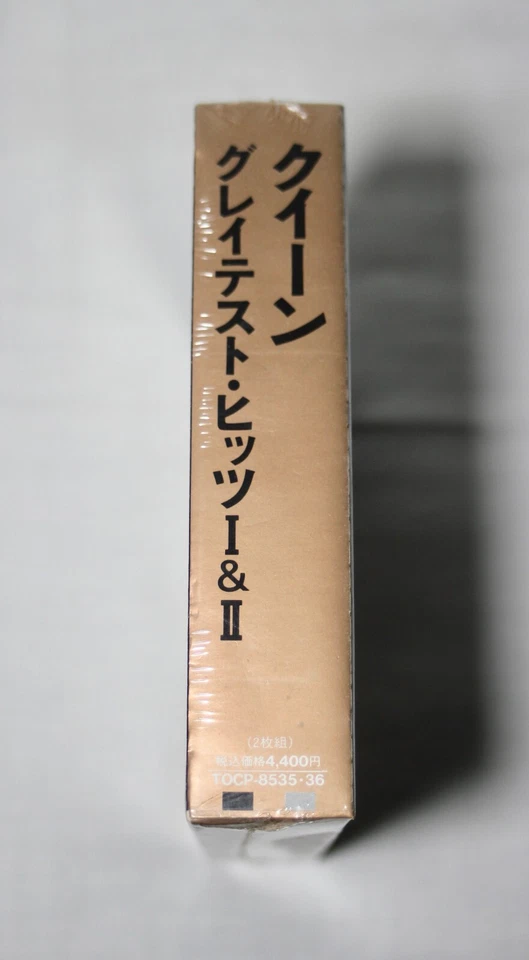 クイーン
グレイテスト・ヒッツⅠ&Ⅱ
(2枚組)
税込価格4,400円
TOCP-8535・36